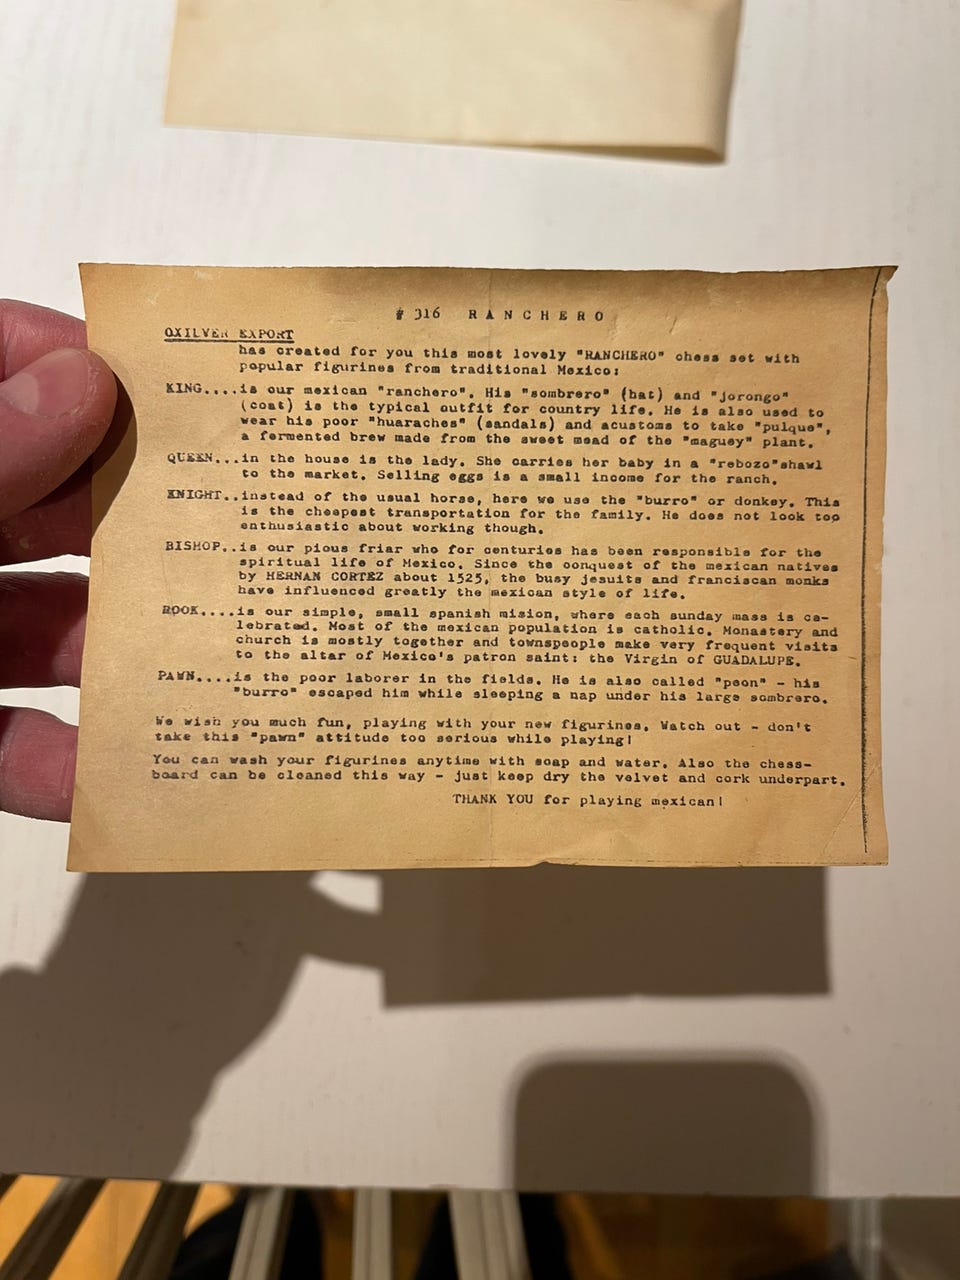 # 316 RANCHERO
OXILVER EXPORT
has created for you this most lovely "RANCHERO" chess set with
popular figurines from traditional Mexico:
KING....is our mexican "ranchero". His "sombrero" (hat) and "jorongo"
(coat) is the typical outfit for country life. He is also used to
wear his poor "huaraches" (sandals) and acustoms to take "pulque",
a fermented brew made from the sweet mead of the "maguey" plant.
QUEEN...in the house is the lady. She carries her baby in a "rebozo"shawl
to the market. Selling eggs is a small income for the ranch.
KNIGHT..instead of the usual horse, here we use the "burro" or donkey. This
is the cheapest transportation for the family. He does not look too
enthusiastic about working though.
BISHOP..is our pious friar who for centuries has been responsible for the
spiritual life of Mexico. Since the conquest of the mexican natives
by HERNAN CORTEZ about 1525, the busy jesuits and franciscan monks
have influenced greatly the mexican style of life.
ROOK....is our simple, small spanish mision, where each sunday mass is ce-
lebrated. Most of the mexican population is catholic. Monastery and
church is mostly together and townspeople make very frequent visits
to the altar of Mexico's patron saint: the Virgin of GUADALUPE.
PAWN....is the poor laborer in the fields. He is also called "peon" - his
"burro" escaped him while sleeping a nap under his large sombrero.
We wish you much fun, playing with your new figurines. Watch out - don't
take this "pawn" attitude too serious while playing!
You can wash your figurines anytime with soap and water. Also the chess-
board can be cleaned this way - just keep dry the velvet and cork underpart.
THANK YOU for playing mexican!